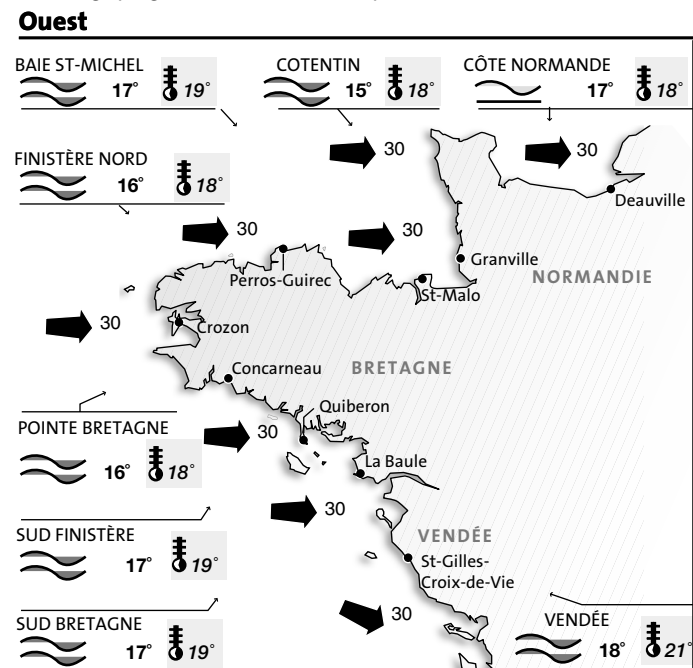 Ouest
BAIE ST-MICHEL
17° 19°
COTENTIN
15° 18°
CÔTE NORMANDE
17° 18°
FINISTÈRE NORD
16° 18°
30
30
30
30
Deauville
Granville
NORMANDIE
Perros-Guirec
St-Malo
30
Crozon
Concarneau
BRETAGNE
Quiberon
POINTE BRETAGNE
16° 18°
30
La Baule
30
SUD FINISTÈRE
17° 19°
VENDÉE
St-Gilles-
Croix-de-Vie
30
SUD BRETAGNE
17° 19°
VENDÉE
18° 21°